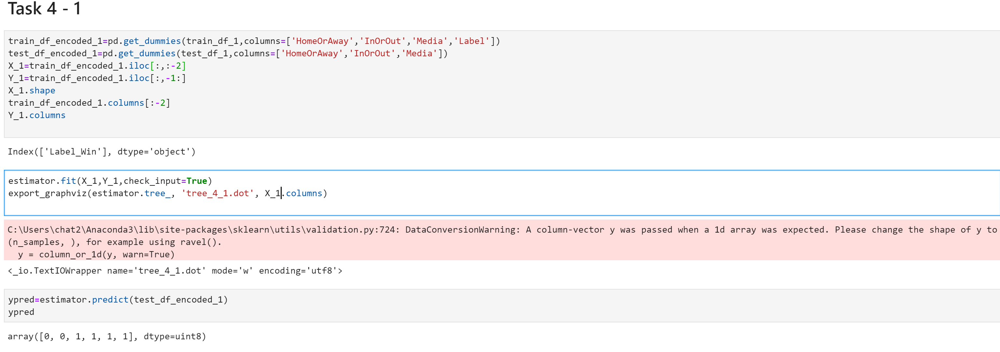 Task 4 - 1
train_df_encoded_1=pd.get_dummies(train_df_1,columns=['HomeOrAway','InOrOut','Media','Label'])
test_df_encoded_1=pd.get_dummies(test_df_1,columns=['HomeOrAway','InOrOut','Media'])
X_1=train_df_encoded_1.iloc[:,:-2]
Y_1=train_df_encoded_1.iloc[:,-1:]
X_1.shape
train_df_encoded_1.columns[:-2]
Y_1.columns
Index(['Label_Win'], dtype='object')
estimator.fit(X_1,Y_1,check_input=True)
export_graphviz(estimator.tree_, 'tree_4_1.dot', X_1.columns)
C:\Users\chat2\Anaconda3\lib\site-packages\sklearn\utils\validation.py:724: DataConversionWarning: A column-vector y was passed when a 1d array was expected. Please change the shape of y to
(n_samples, ), for example using ravel().
  y = column_or_1d(y, warn=True)
<_io.TextIOWrapper name='tree_4_1.dot' mode='w' encoding='utf8'>
ypred=estimator.predict(test_df_encoded_1)
ypred
array([0, 0, 1, 1, 1, 1], dtype=uint8)